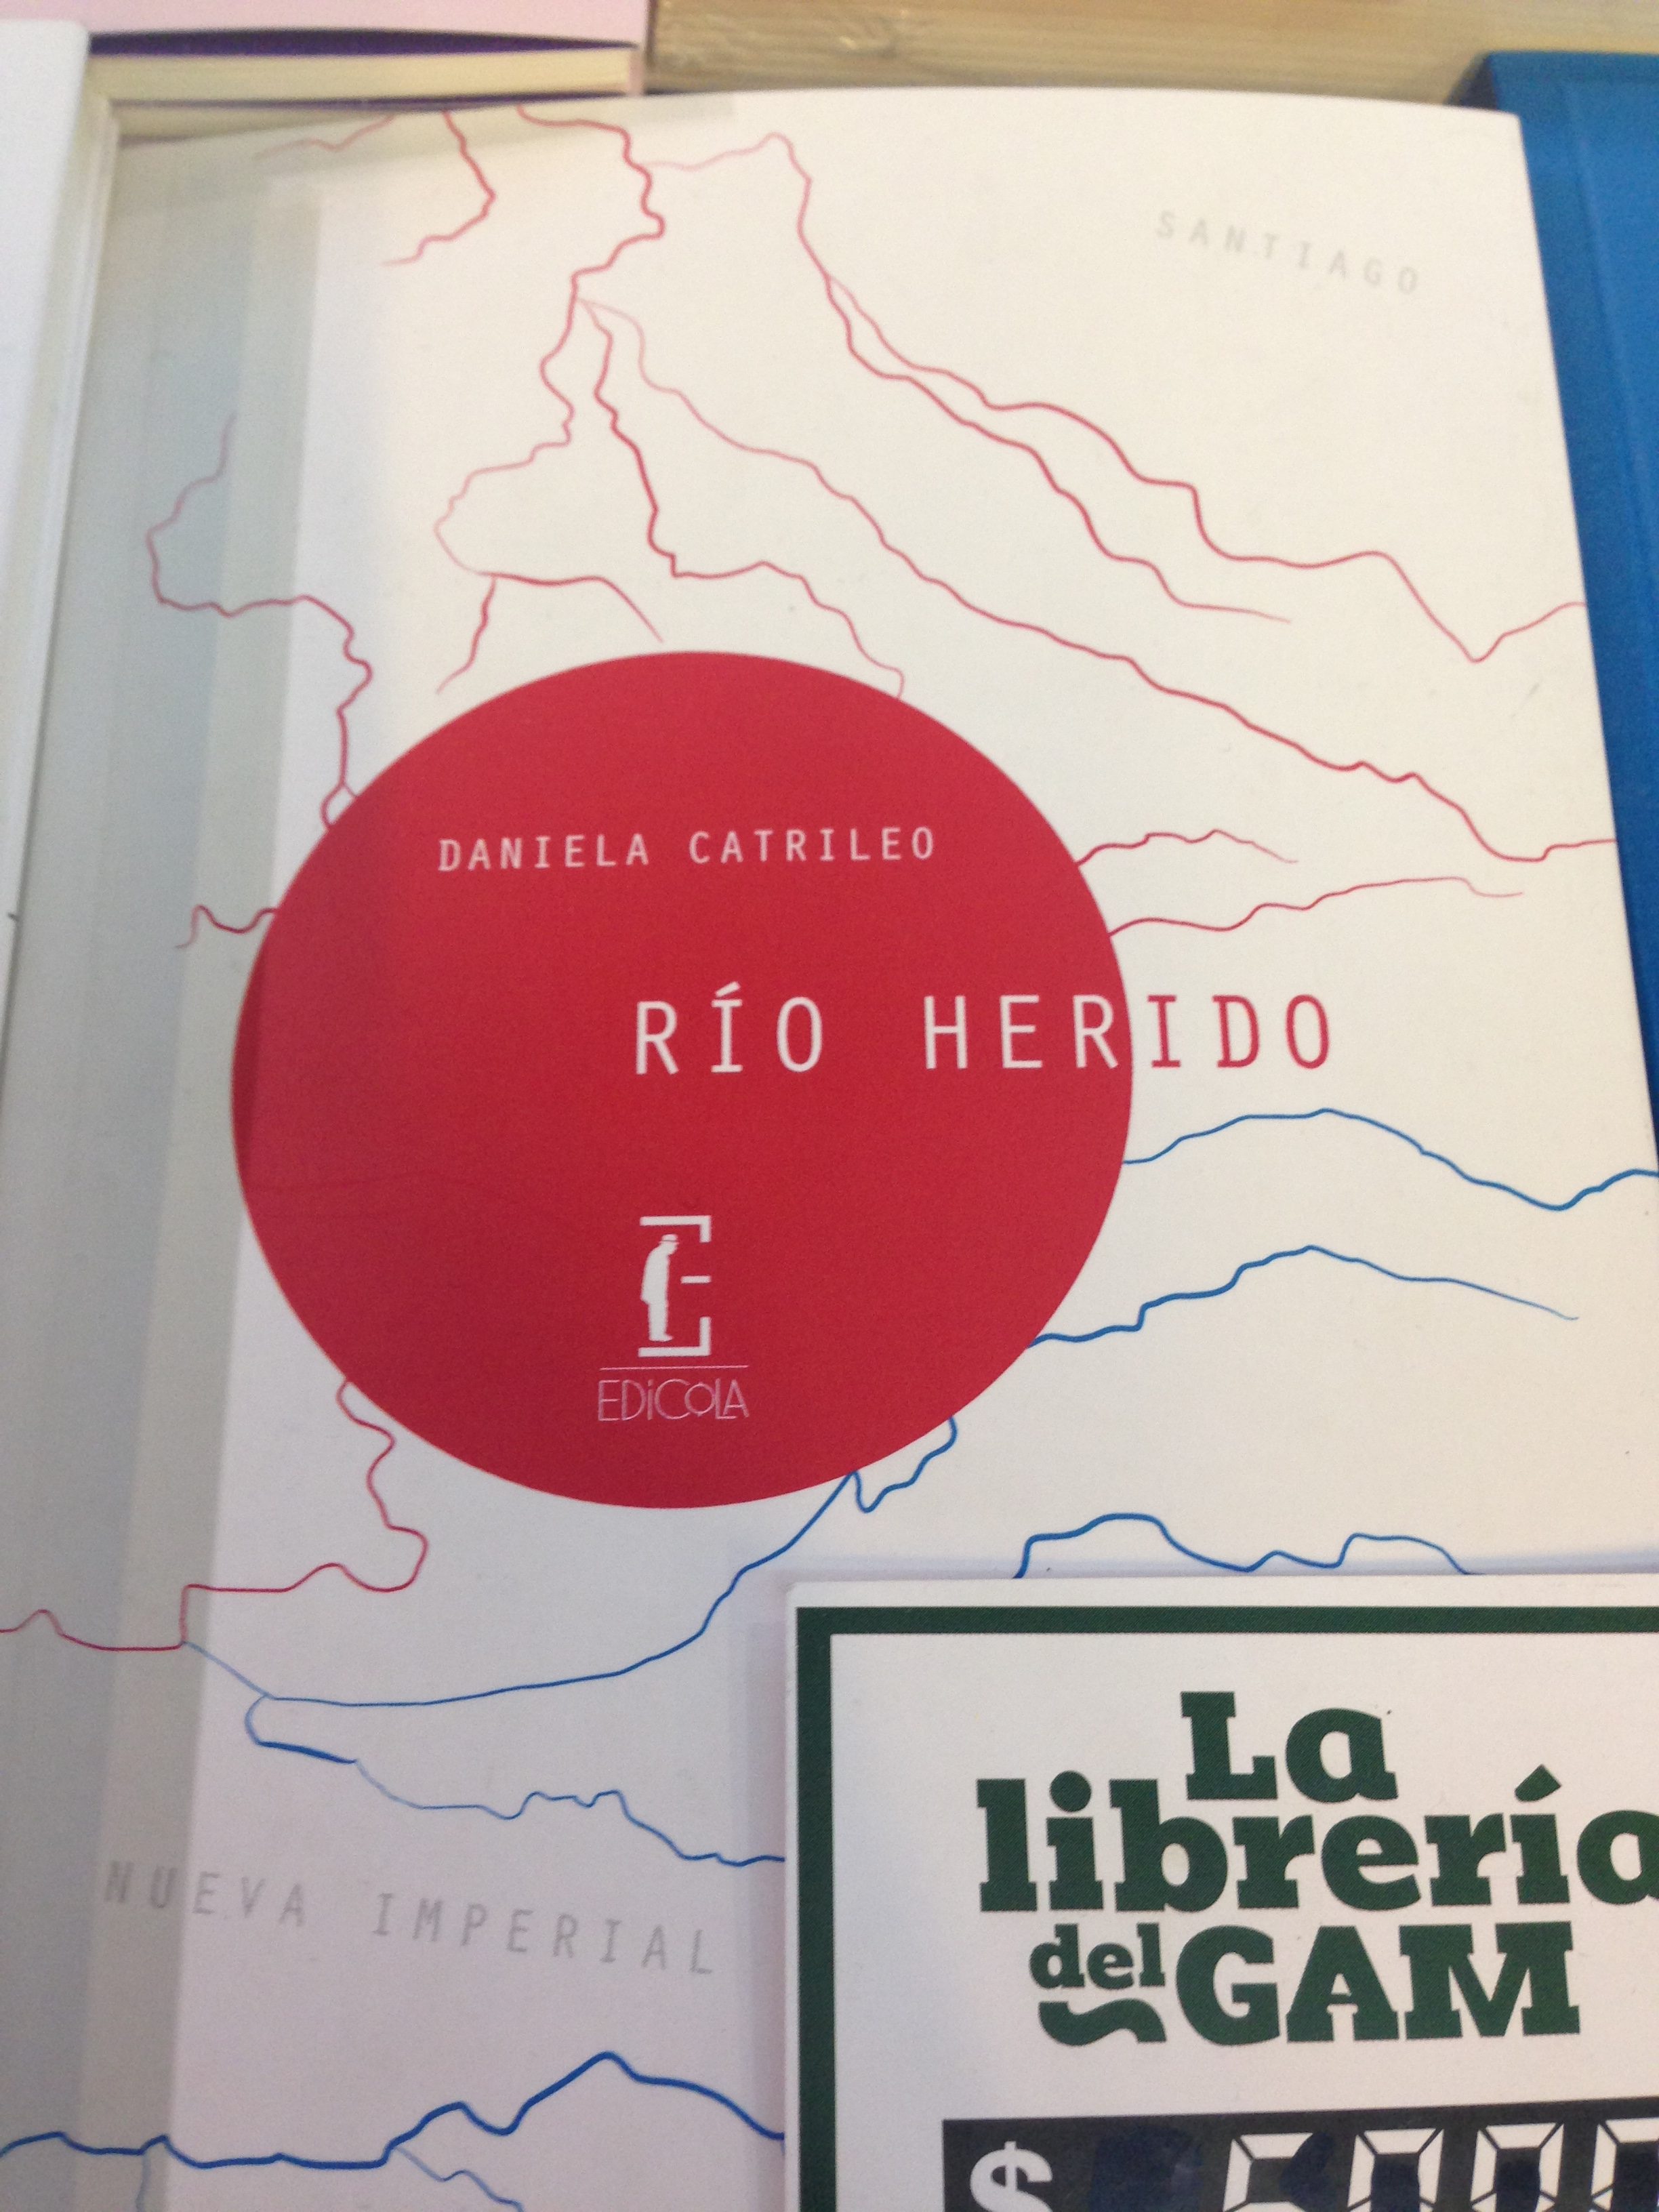 SANTIAGO
DANIELA CATRILEO
RÍO HERIDO
E
EDiCOLA
NUEVA IMPERIAL
La
librería
del GAM
$